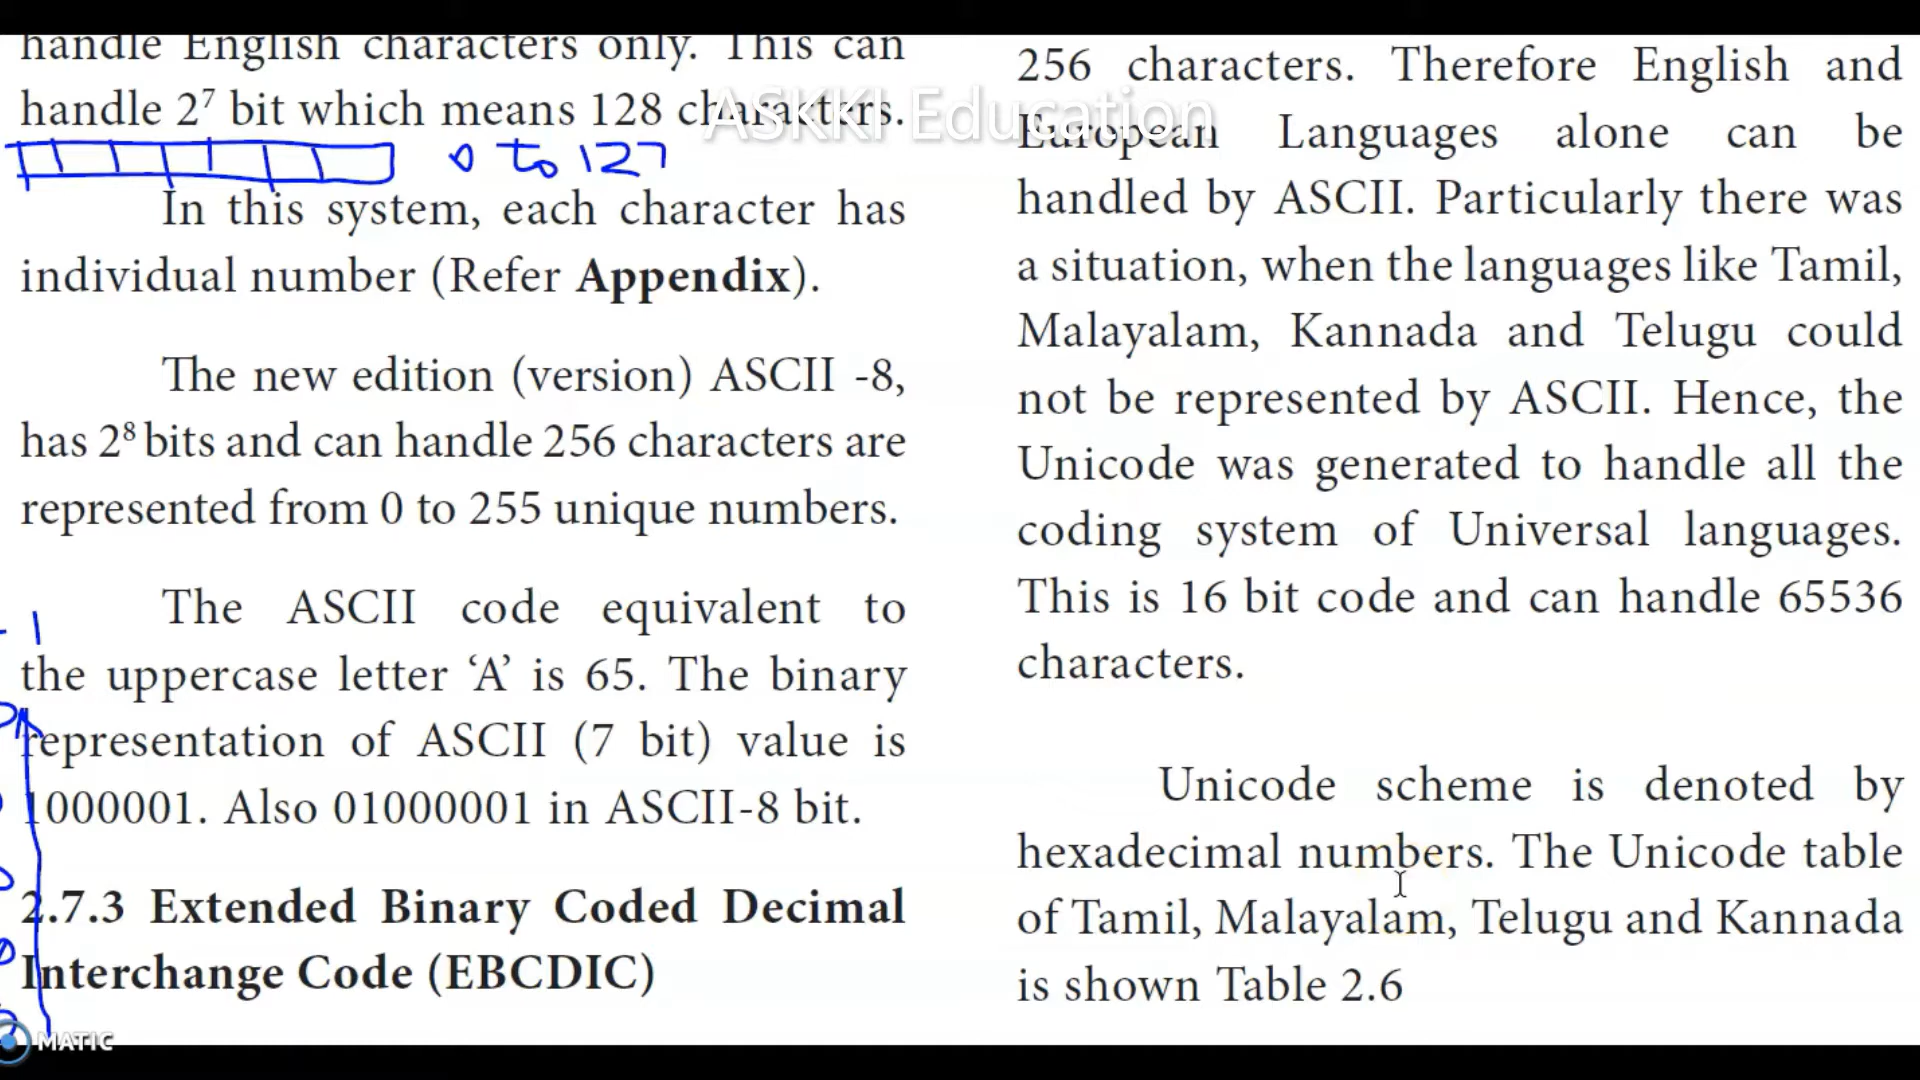 handle English characters only. This can
handle 2⁷ bit which means 128 characters.
0 to 127
In this system, each character has
individual number (Refer Appendix).
The new edition (version) ASCII -8,
has 2⁸ bits and can handle 256 characters are
represented from 0 to 255 unique numbers.
The ASCII code equivalent to
- 1
the uppercase letter ‘A’ is 65. The binary
representation of ASCII (7 bit) value is
1000001. Also 01000001 in ASCII-8 bit.
2.7.3 Extended Binary Coded Decimal
Interchange Code (EBCDIC)
MATIC
ASKKI Education
256 characters. Therefore English and
European Languages alone can be
handled by ASCII. Particularly there was
a situation, when the languages like Tamil,
Malayalam, Kannada and Telugu could
not be represented by ASCII. Hence, the
Unicode was generated to handle all the
coding system of Universal languages.
This is 16 bit code and can handle 65536
characters.
Unicode scheme is denoted by
hexadecimal numbers. The Unicode table
of Tamil, Malayalam, Telugu and Kannada
is shown Table 2.6